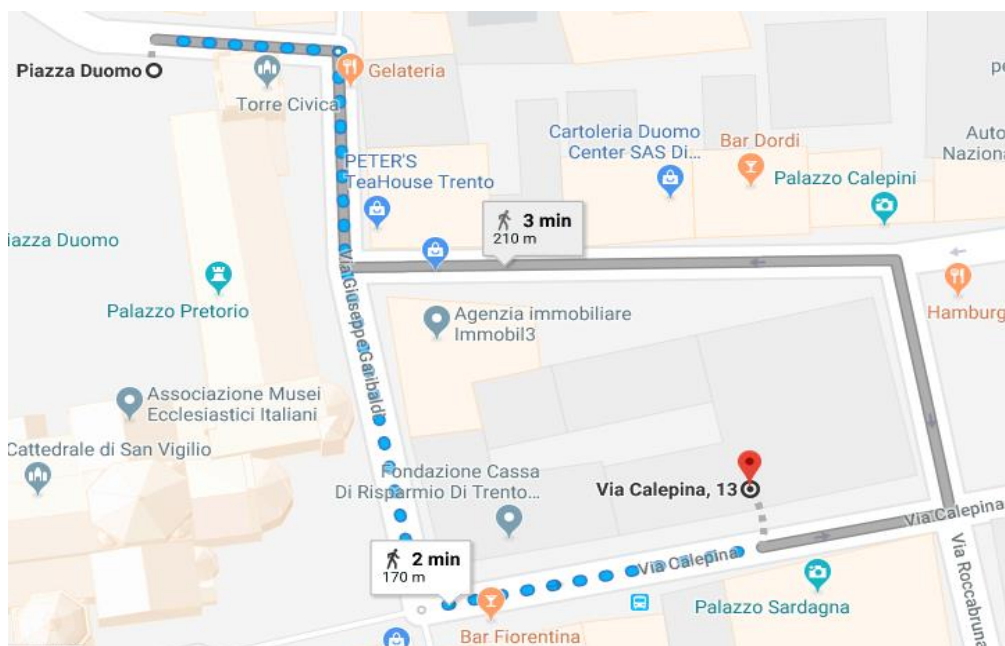 Piazza Duomo
Gelateria
Torre Civica
Cartoleria Duomo
Center SAS Di...
Bar Dordi
Auto
Nazion
PETER'S
TeaHouse Trento
Palazzo Calepini
3 min
210 m
iazza Duomo
Via Giuseppe Garibaldi
Palazzo Pretorio
Agenzia immobiliare
Immobil3
Hamburg
Associazione Musei
Ecclesiastici Italiani
Cattedrale di San Vigilio
Fondazione Cassa
Di Risparmio Di Trento...
Via Calepina, 13
Via Calepina
2 min
170 m
Via Calepina
Via Roccabruna
Palazzo Sardagna
Bar Fiorentina